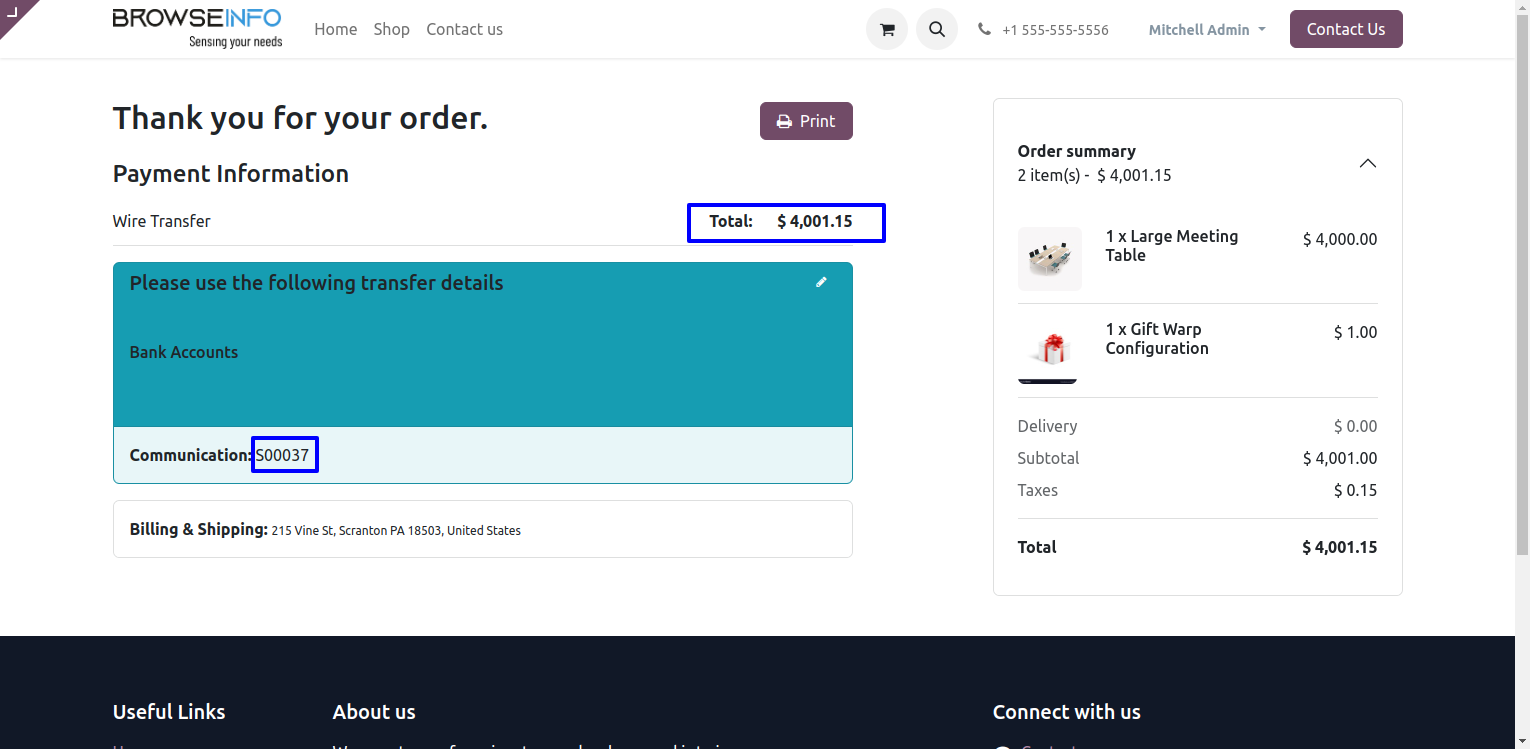 BROWSEINFO
Sensing your needs
Home Shop Contact us
+1 555-555-5556
Mitchell Admin
Contact Us
Thank you for your order.
Print
Payment Information
Wire Transfer
Total: $ 4,001.15
Please use the following transfer details
Bank Accounts
Communication: S00037
Billing & Shipping: 215 Vine St, Scranton PA 18503, United States
Order summary
2 item(s) - $ 4,001.15
1 x Large Meeting
Table
$ 4,000.00
1 x Gift Warp
Configuration
$ 1.00
Delivery $ 0.00
Subtotal $ 4,001.00
Taxes $ 0.15
Total $ 4,001.15
Useful Links
About us
Connect with us